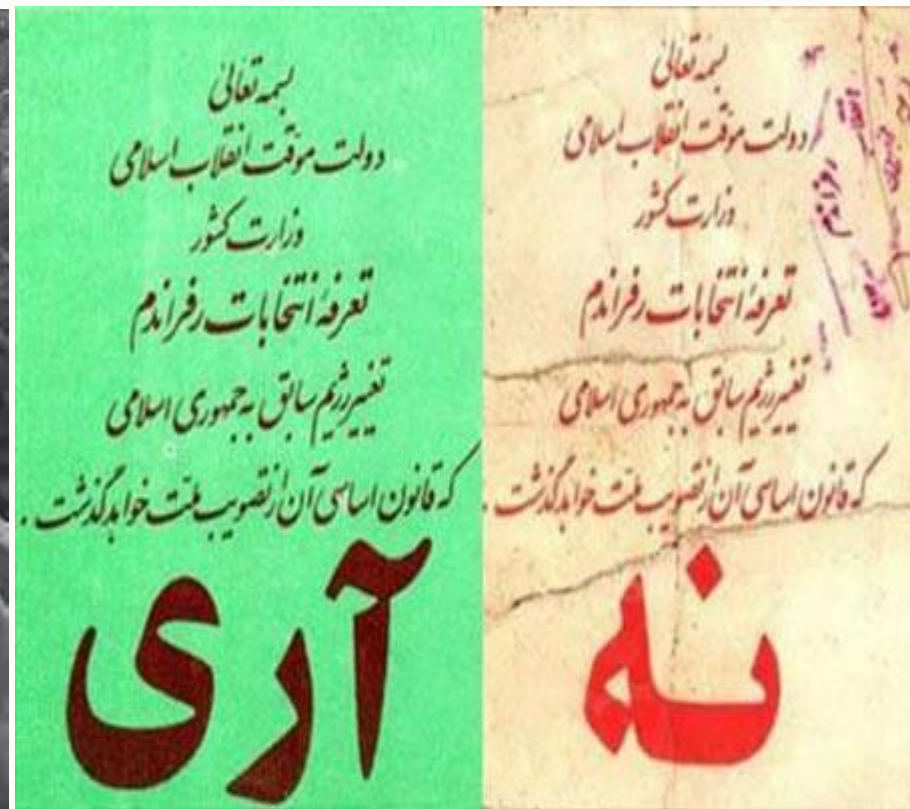 بسمه تعالی
دولت موقت انقلاب اسلامی
وزارت کشور
تعرفهٔ انتخابات رفراندم
تغییر رژیم سابق به جمهوری اسلامی
که قانون اساسی آن از تصویب ملت خواهد گذشت .
نه
رفراندم
بسمه تعالی
دولت موقت انقلاب اسلامی
وزارت کشور
تعرفهٔ انتخابات رفراندم
تغییر رژیم سابق به جمهوری اسلامی
که قانون اساسی آن از تصویب ملت خواهد گذشت .
آری